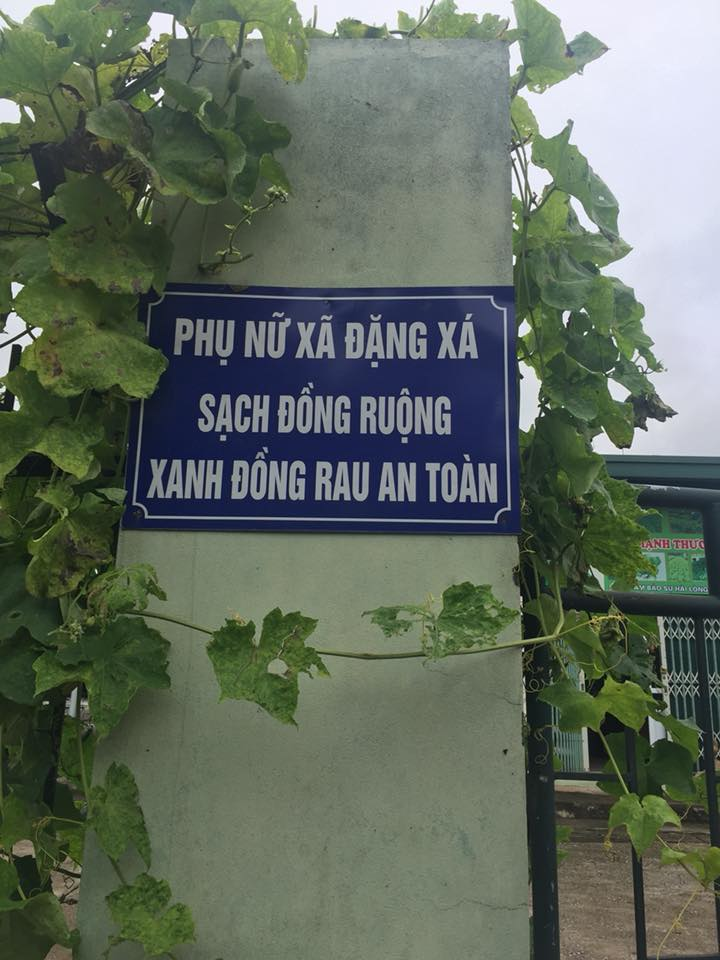 PHỤ NỮ XÃ ĐẶNG XÁ
SẠCH ĐỒNG RUỘNG
XANH ĐỒNG RAU AN TOÀN